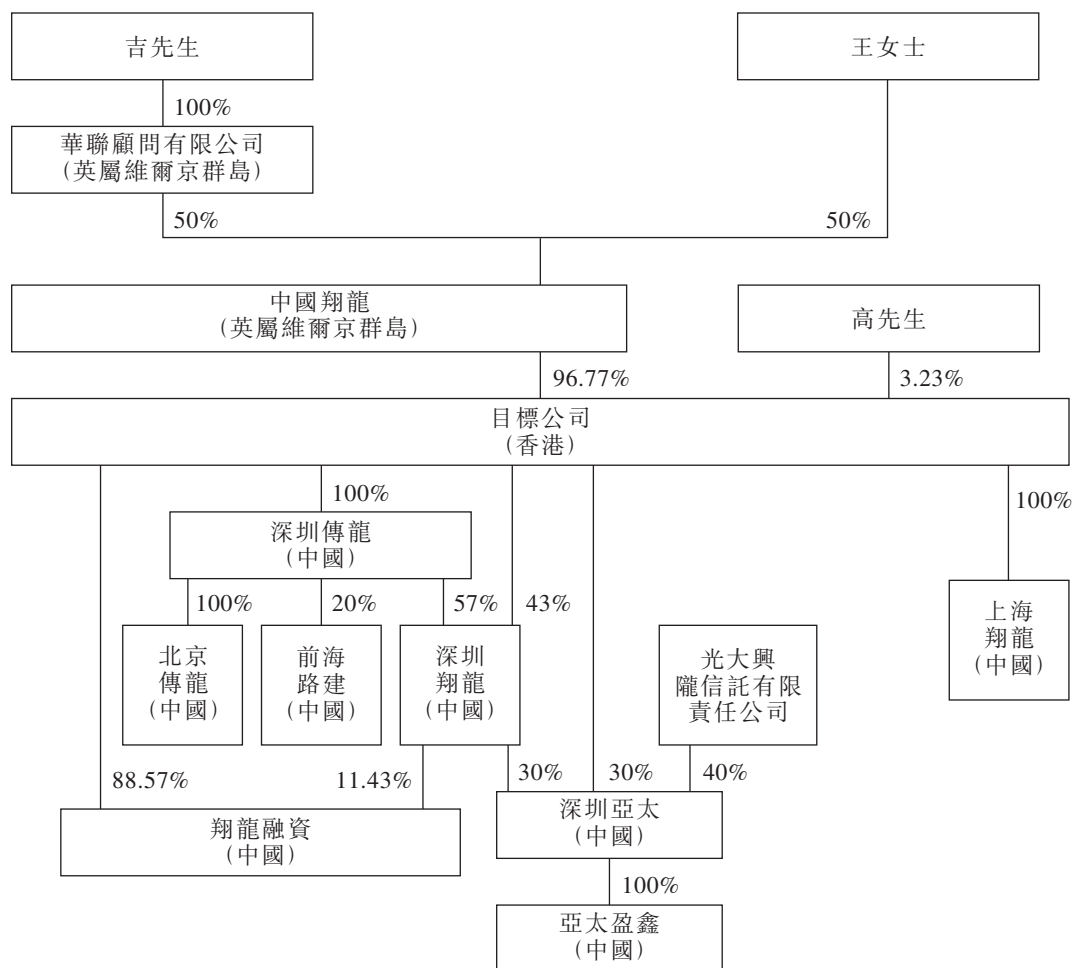 吉先生
王女士
100%
華聯顧問有限公司
(英屬維爾京群島)
50%
50%
中國翔龍
(英屬維爾京群島)
高先生
96.77%
3.23%
目標公司
(香港)
100%
100%
深圳傳龍
(中國)
100%
20%
57%
43%
北京
傳龍
(中國)
前海
路建
(中國)
深圳
翔龍
(中國)
光大興
隴信託有限
責任公司
上海
翔龍
(中國)
88.57%
11.43%
30%
30%
40%
翔龍融資
(中國)
深圳亞太
(中國)
100%
亞太盈鑫
(中國)